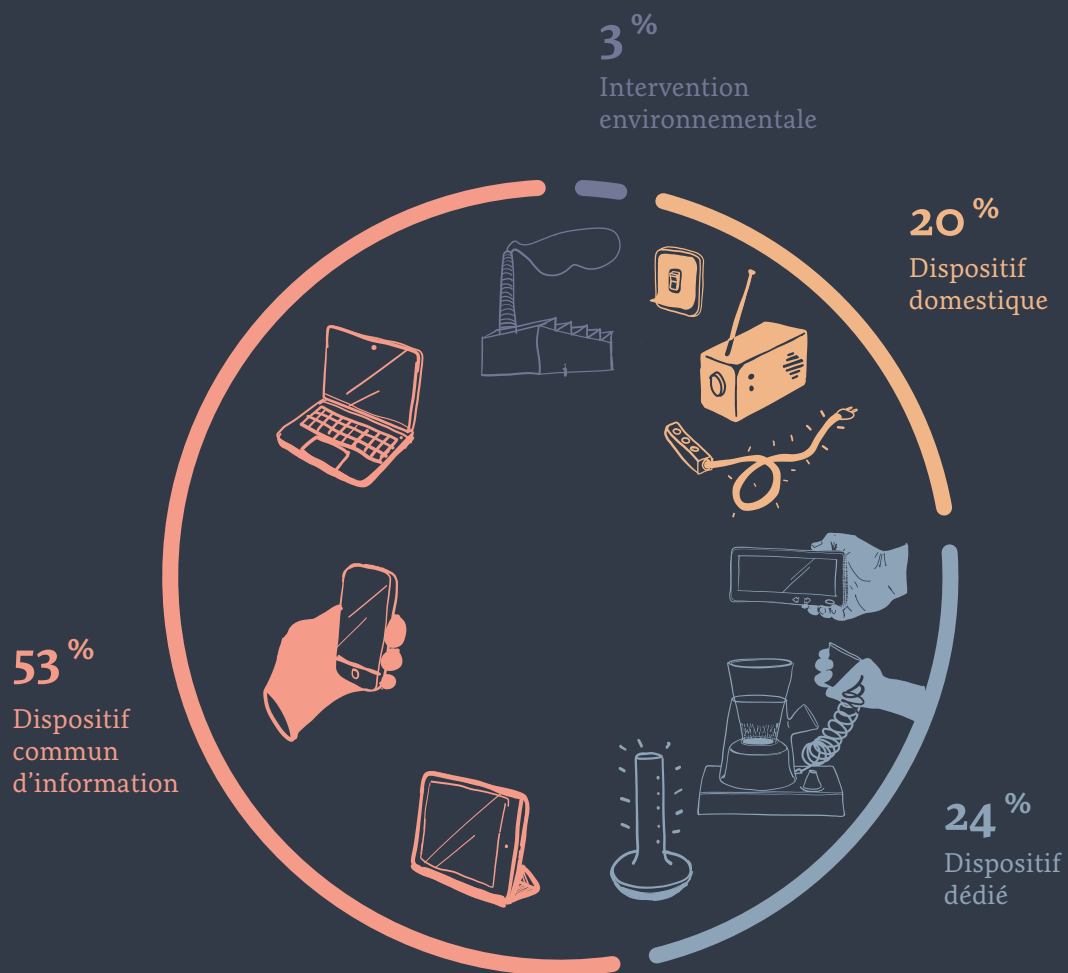 3 %
Intervention
environnementale
20 %
Dispositif
domestique
53 %
Dispositif
commun
d’information
24 %
Dispositif
dédié